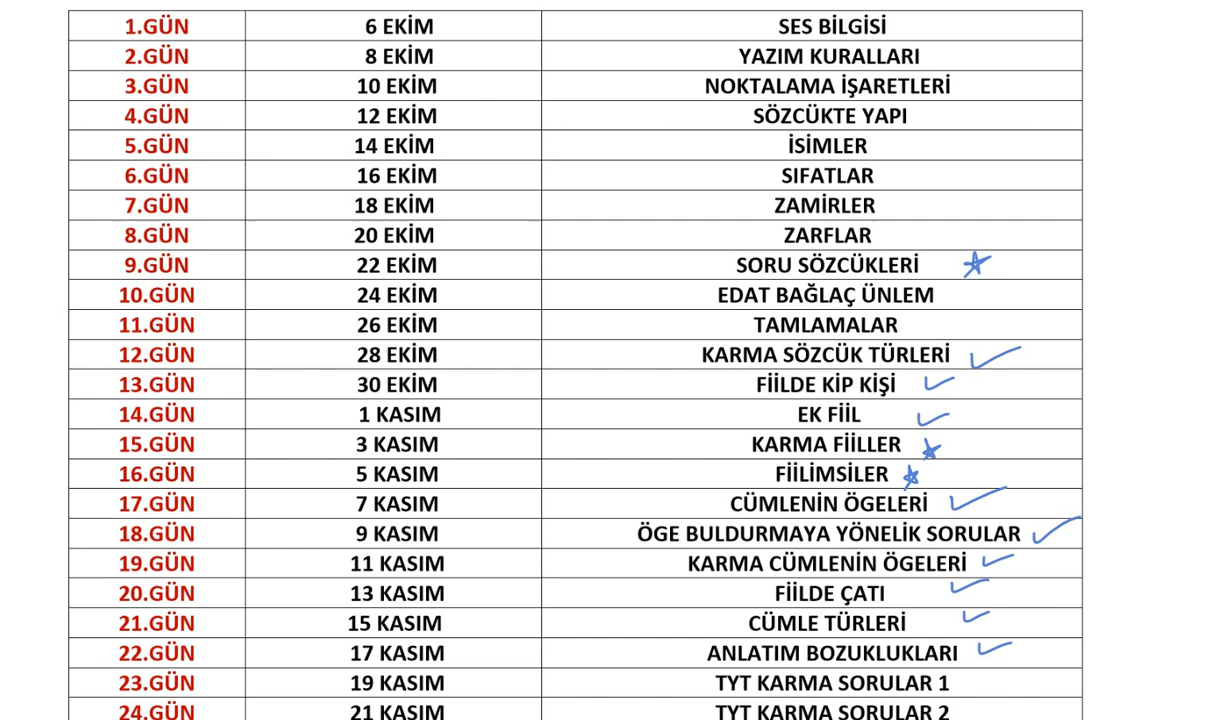 1.GÜN 6 EKİM SES BİLGİSİ
2.GÜN 8 EKİM YAZIM KURALLARI
3.GÜN 10 EKİM NOKTALAMA İŞARETLERİ
4.GÜN 12 EKİM SÖZCÜKTE YAPI
5.GÜN 14 EKİM İSİMLER
6.GÜN 16 EKİM SIFATLAR
7.GÜN 18 EKİM ZAMİRLER
8.GÜN 20 EKİM ZARFLAR
9.GÜN 22 EKİM SORU SÖZCÜKLERİ
10.GÜN 24 EKİM EDAT BAĞLAÇ ÜNLEM
11.GÜN 26 EKİM TAMLAMALAR
12.GÜN 28 EKİM KARMA SÖZCÜK TÜRLERİ
13.GÜN 30 EKİM FİİLDE KİP KİŞİ
14.GÜN 1 KASIM EK FİİL
15.GÜN 3 KASIM KARMA FİİLLER
16.GÜN 5 KASIM FİİLİMSİLER
17.GÜN 7 KASIM CÜMLENİN ÖGELERİ
18.GÜN 9 KASIM ÖGE BULDURMAYA YÖNELİK SORULAR
19.GÜN 11 KASIM KARMA CÜMLENİN ÖGELERİ
20.GÜN 13 KASIM FİİLDE ÇATI
21.GÜN 15 KASIM CÜMLE TÜRLERİ
22.GÜN 17 KASIM ANLATIM BOZUKLUKLARI
23.GÜN 19 KASIM TYT KARMA SORULAR 1
24.GÜN 21 KASIM TYT KARMA SORULAR 2